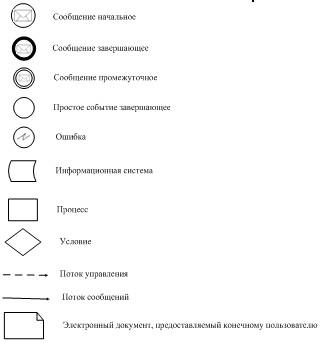 Сообщение начальное
Сообщение завершающее
Сообщение промежуточное
Простое событие завершающее
Ошибка
Информационная система
Процесс
Условие
Поток управления
Поток сообщений
Электронный документ, предоставляемый конечному пользователю